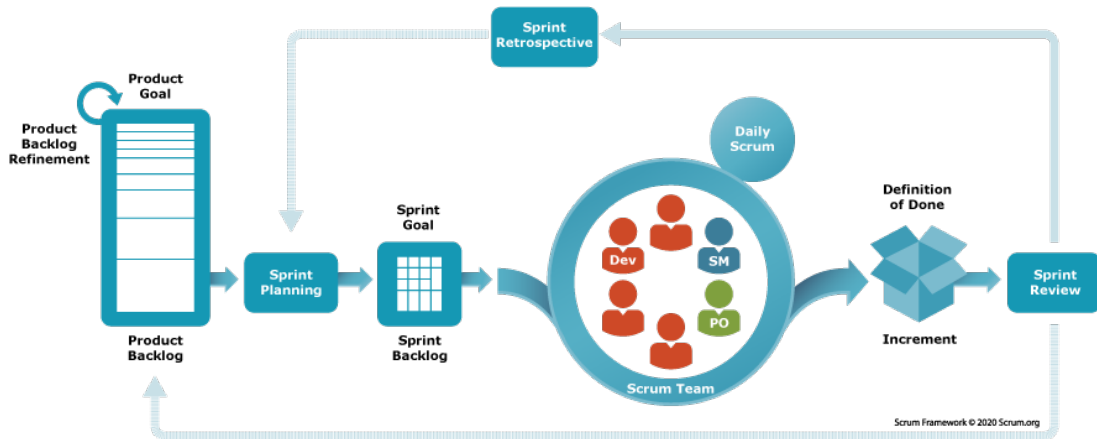 Sprint
Retrospective
Product
Goal
Product
Backlog
Refinement
Daily
Scrum
Definition
of Done
Sprint
Goal
Dev
SM
Sprint
Planning
Sprint
Review
PO
Product
Backlog
Sprint
Backlog
Increment
Scrum Team
Scrum Framework © 2020 Scrum.org